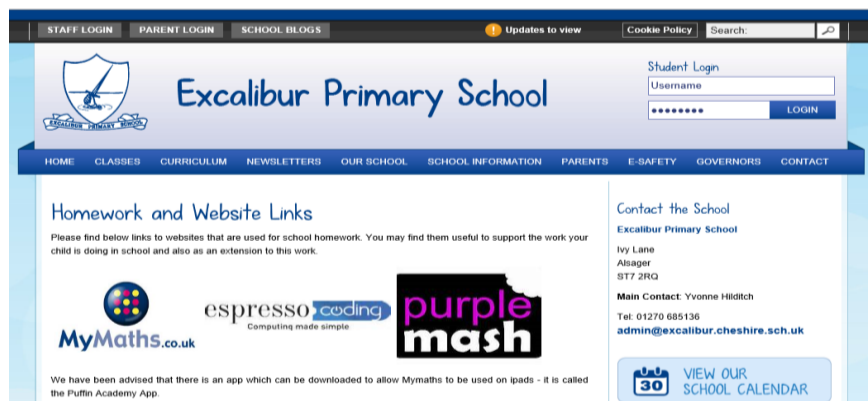 STAFF LOGIN PARENT LOGIN SCHOOL BLOGS ! Updates to view Cookie Policy Search:
EXCALIBUR PRIMARY SCHOOL
Excalibur Primary School
Student Login
Username
LOGIN
HOME CLASSES CURRICULUM NEWSLETTERS OUR SCHOOL SCHOOL INFORMATION PARENTS E-SAFETY GOVERNORS CONTACT
Homework and Website Links
Please find below links to websites that are used for school homework. You may find them useful to support the work your
child is doing in school and also as an extension to this work.
MyMaths.co.uk
espresso coding
Computing made simple
purple
mash
We have been advised that there is an app which can be downloaded to allow Mymaths to be used on ipads - it is called
the Puffin Academy App.
Contact the School
Excalibur Primary School
Ivy Lane
Alsager
ST7 2RQ
Main Contact: Yvonne Hilditch
Tel: 01270 685136
admin@excalibur.cheshire.sch.uk
30
VIEW OUR
SCHOOL CALENDAR